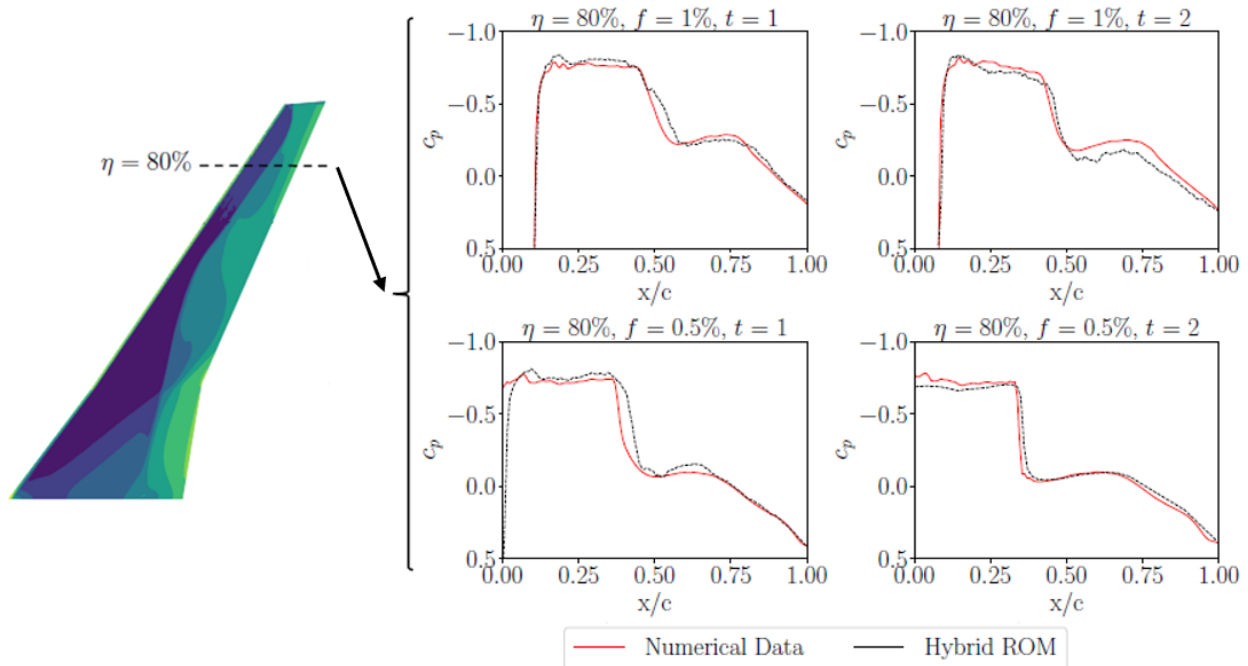 η = 80%
η = 80%, f = 1%, t = 1
−1.0
−0.5
0.0
0.5
c_p
0.00 0.25 0.50 0.75 1.00
x/c
η = 80%, f = 1%, t = 2
−1.0
−0.5
0.0
0.5
c_p
0.00 0.25 0.50 0.75 1.00
x/c
η = 80%, f = 0.5%, t = 1
−1.0
−0.5
0.0
0.5
c_p
0.00 0.25 0.50 0.75 1.00
x/c
η = 80%, f = 0.5%, t = 2
−1.0
−0.5
0.0
0.5
c_p
0.00 0.25 0.50 0.75 1.00
x/c
Numerical Data Hybrid ROM